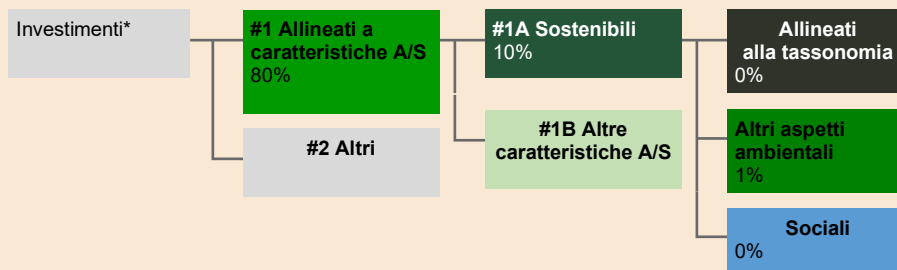 Investimenti*
#1 Allineati a
caratteristiche A/S
80%
#2 Altri
#1A Sostenibili
10%
#1B Altre
caratteristiche A/S
Allineati
alla tassonomia
0%
Altri aspetti
ambientali
1%
Sociali
0%